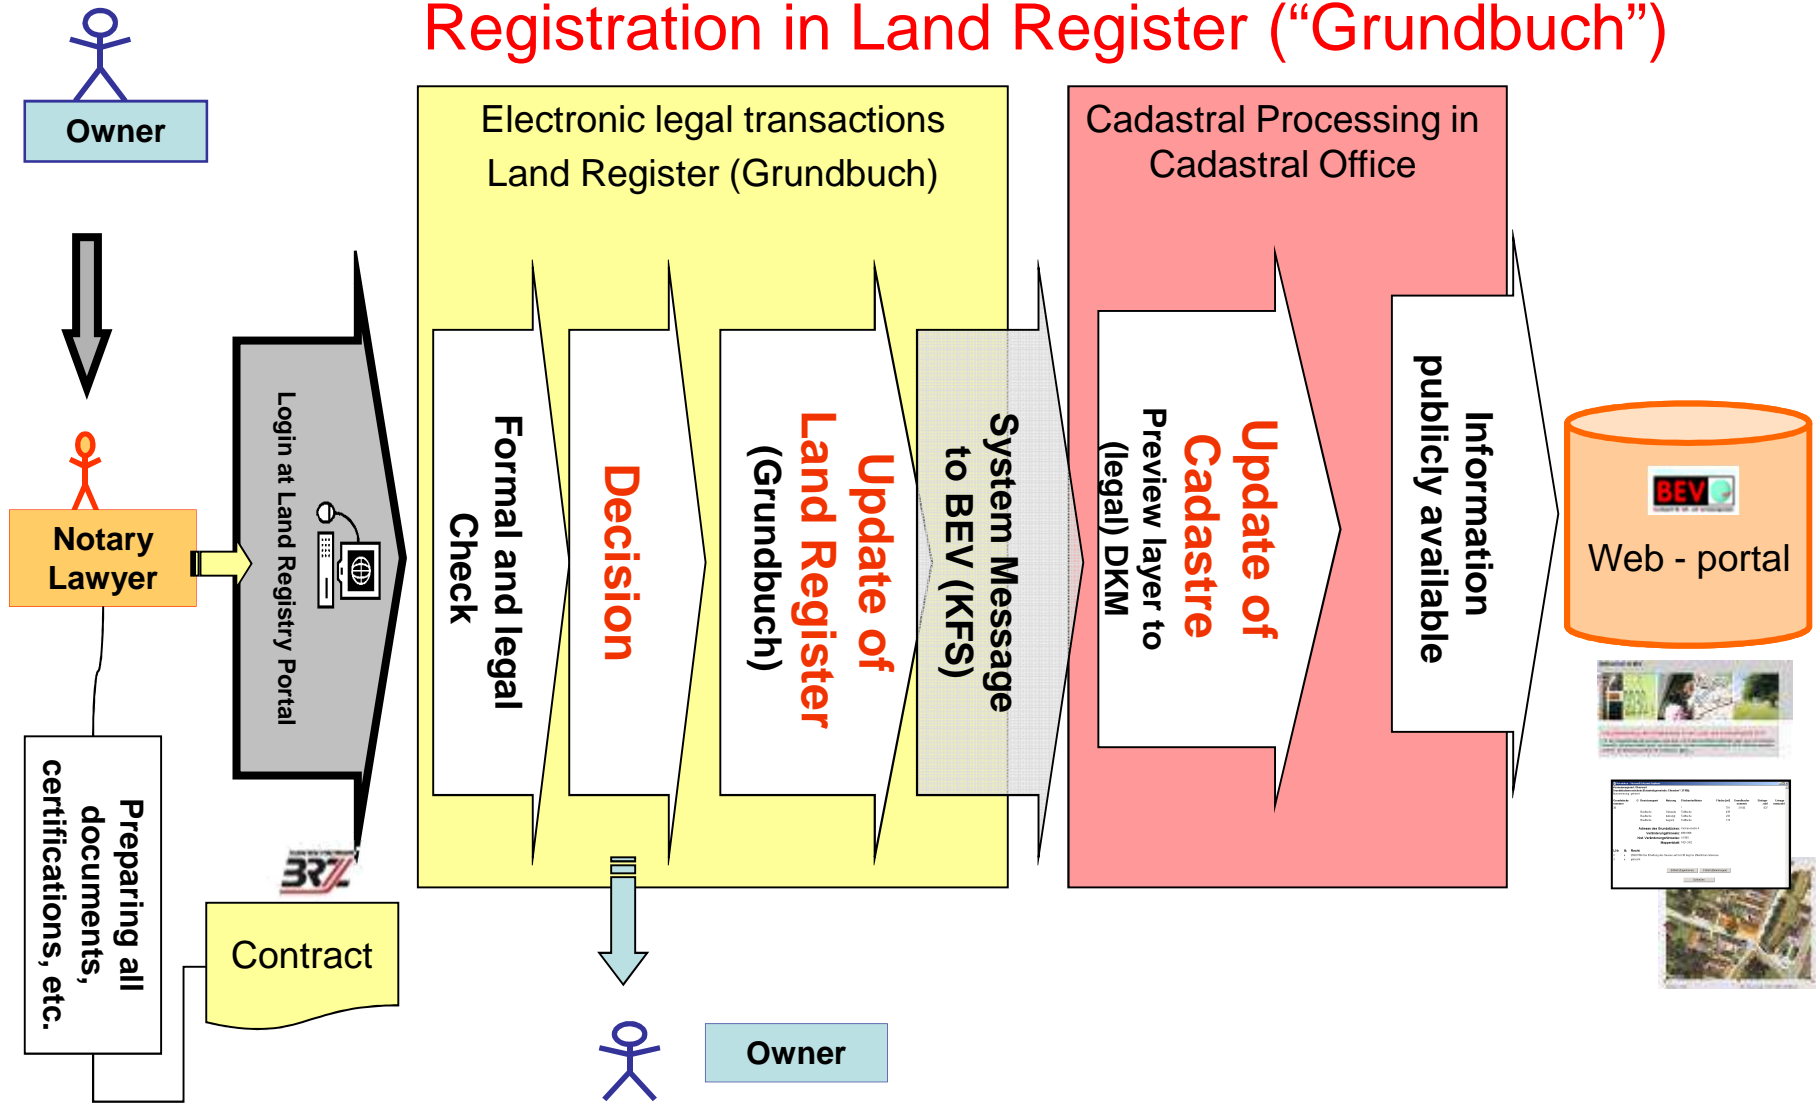 Registration in Land Register (“Grundbuch”)
Owner
Electronic legal transactions
Land Register (Grundbuch)
Cadastral Processing in
Cadastral Office
Notary
Lawyer
Login at Land Registry Portal
Formal and legal
Check
Decision
Update of
Land Register
(Grundbuch)
System Message
to BEV (KFS)
Update of
Cadastre
Preview layer to
(legal) DKM
Information
publicly available
BEV
Web - portal
Preparing all
documents,
certifications, etc.
BRZ
Contract
Owner